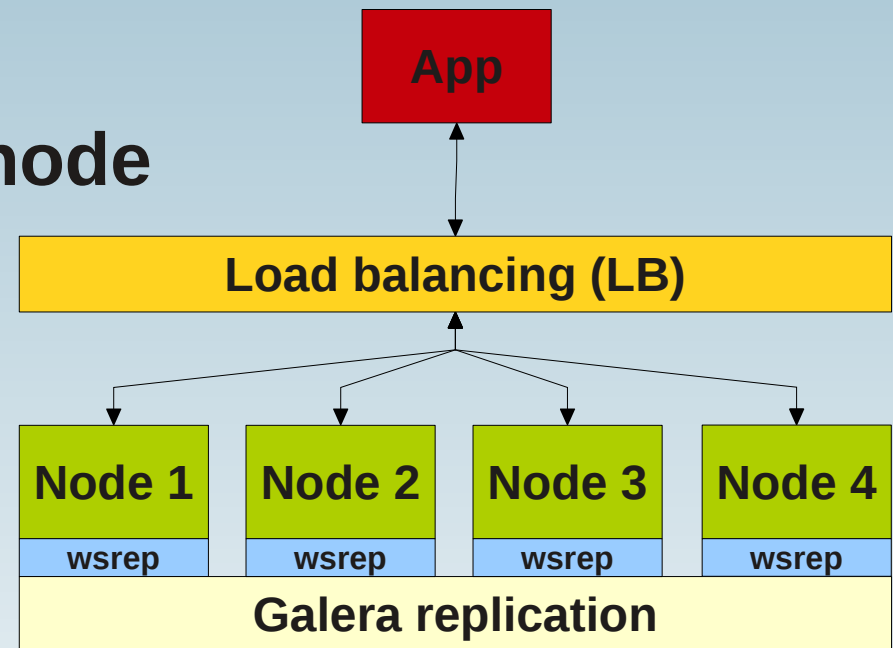 App
node
Load balancing (LB)
Node 1 Node 2 Node 3 Node 4
wsrep wsrep wsrep wsrep
Galera replication